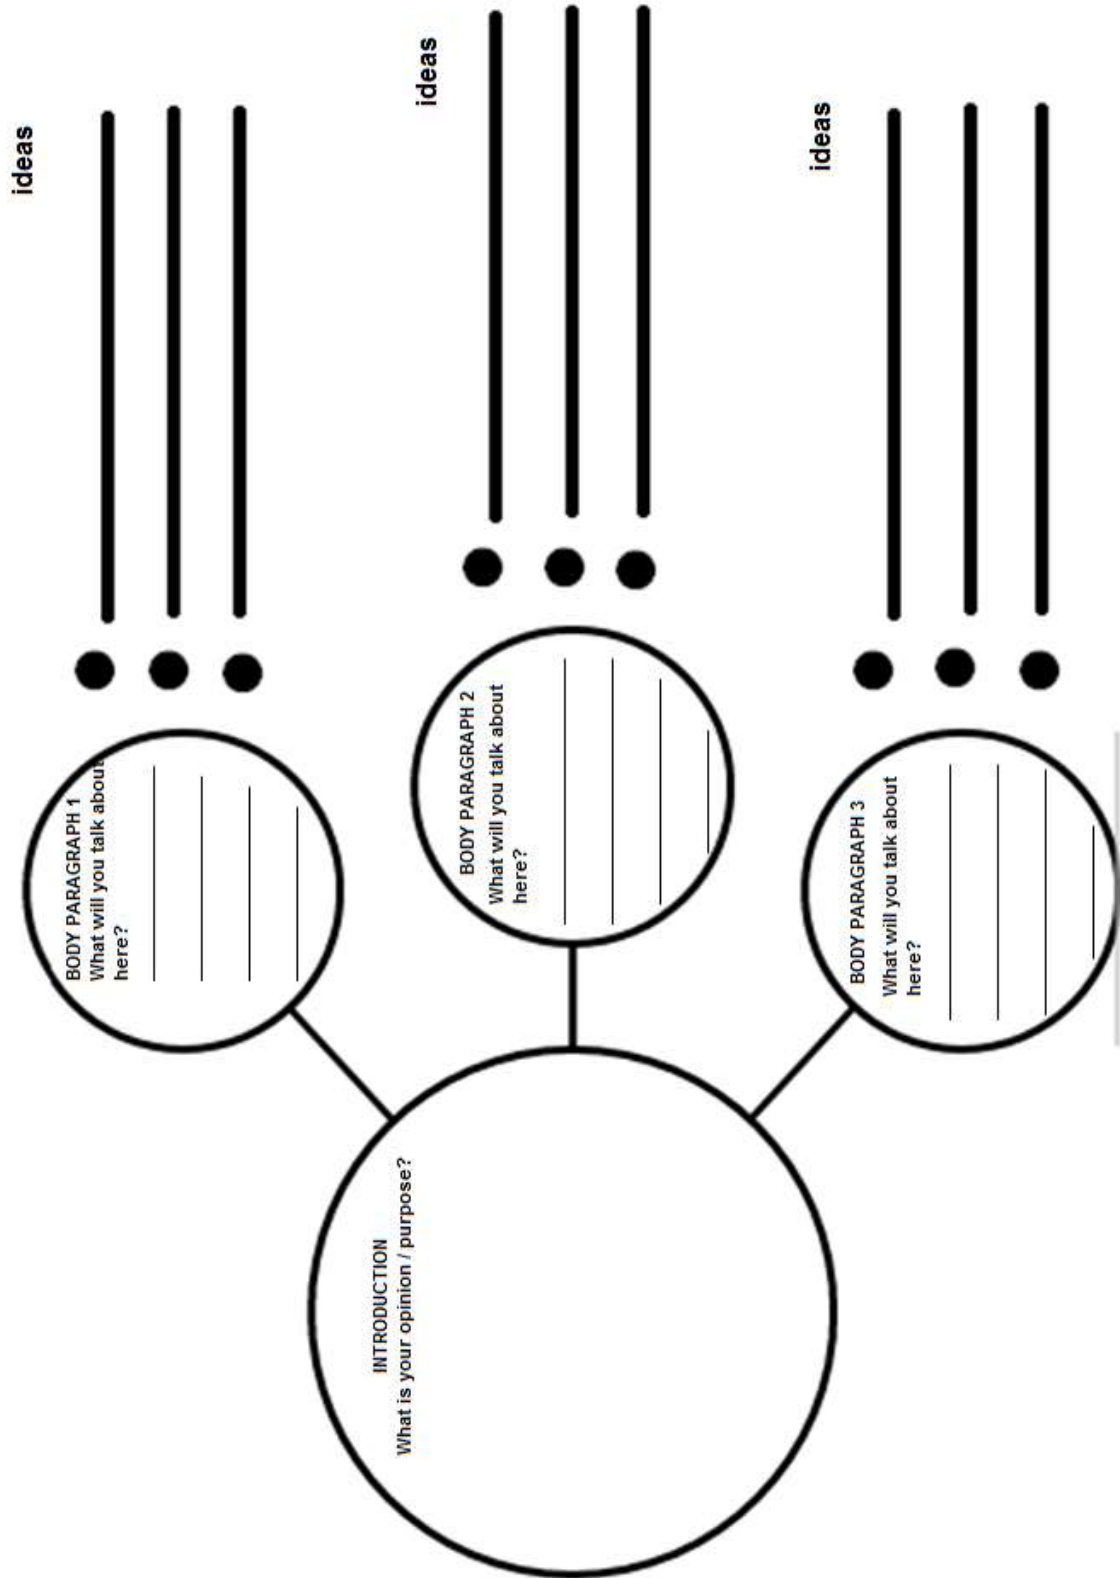 INTRODUCTION
What is your opinion / purpose?
BODY PARAGRAPH 1
What will you talk about
here?
ideas
BODY PARAGRAPH 2
What will you talk about
here?
ideas
BODY PARAGRAPH 3
What will you talk about
here?
ideas